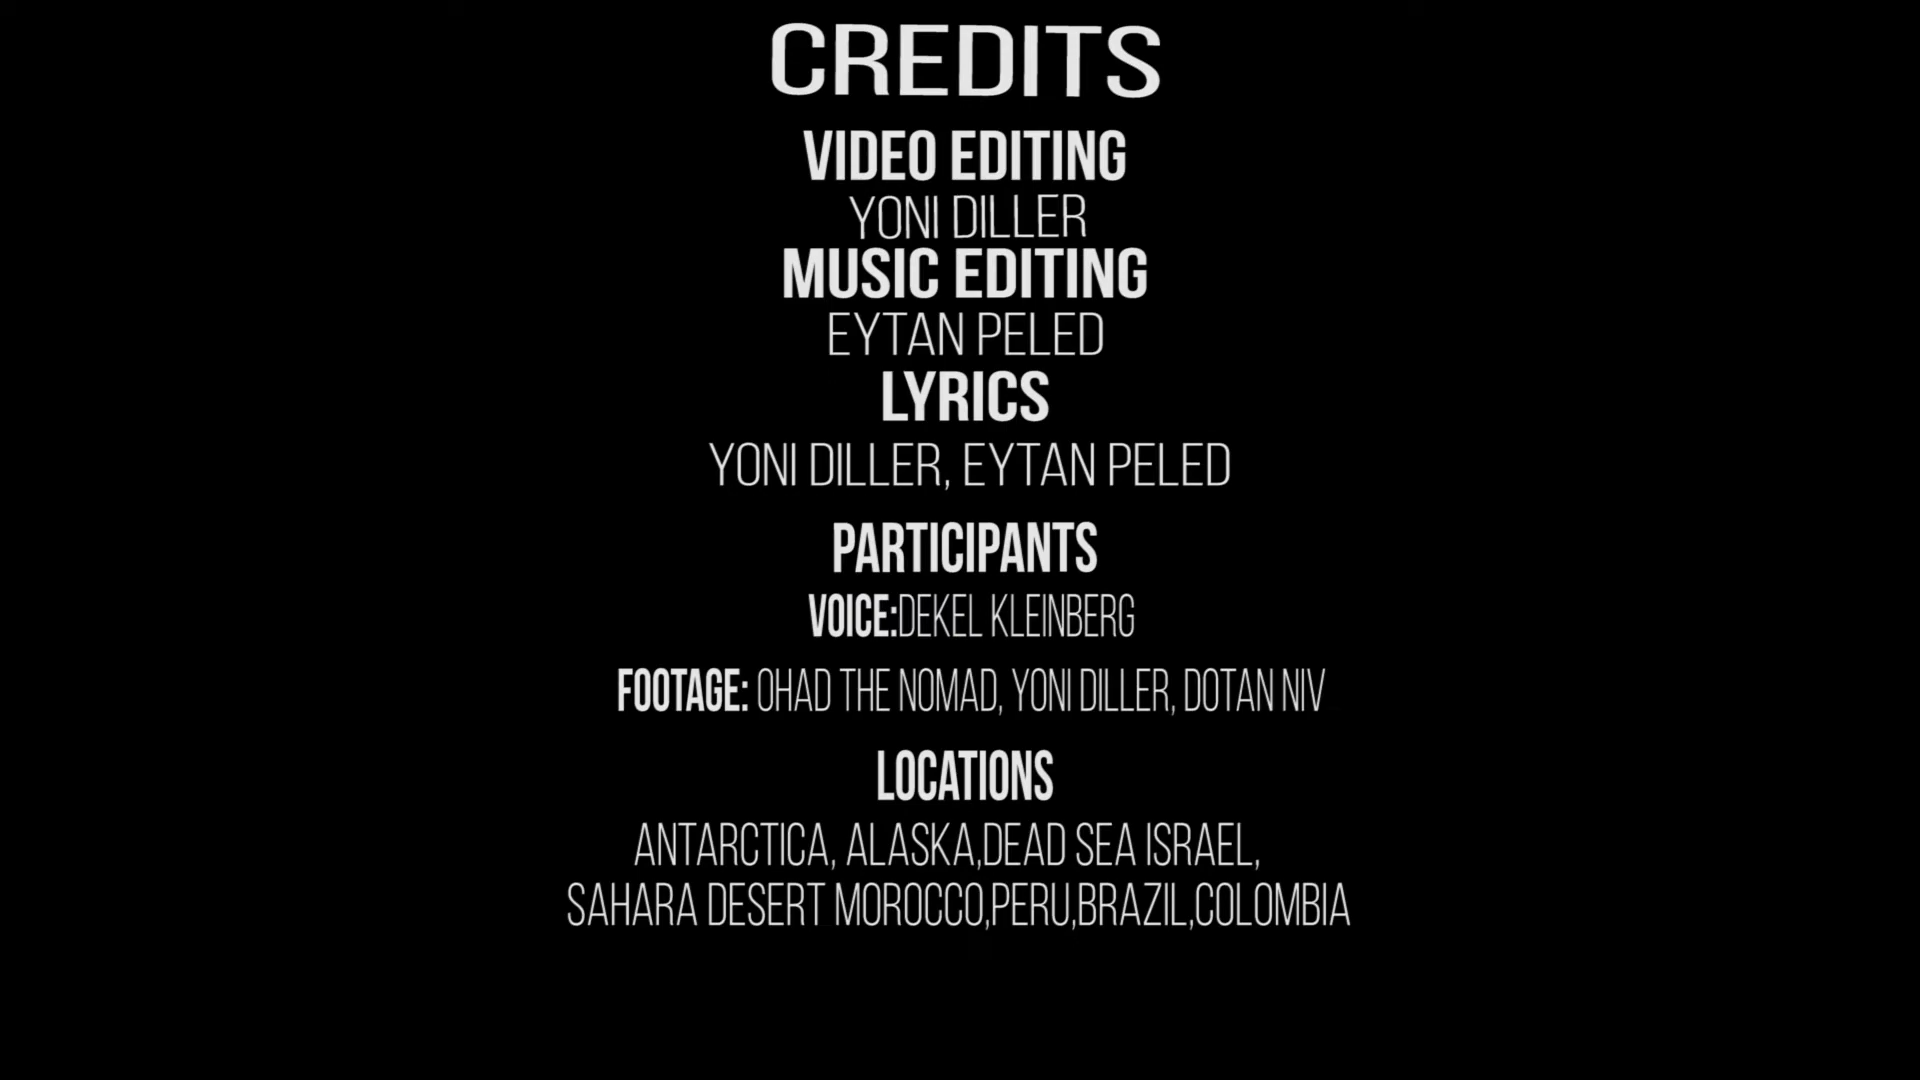 CREDITS
VIDEO EDITING
YONI DILLER
MUSIC EDITING
EYTAN PELED
LYRICS
YONI DILLER, EYTAN PELED
PARTICIPANTS
VOICE:DEKEL KLEINBERG
FOOTAGE: OHAD THE NOMAD, YONI DILLER, DOTAN NIV
LOCATIONS
ANTARCTICA, ALASKA,DEAD SEA ISRAEL,
SAHARA DESERT MOROCCO,PERU,BRAZIL,COLOMBIA